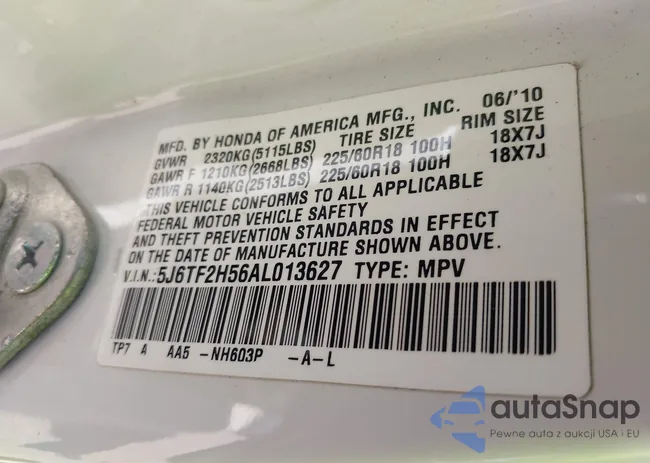 MFD. BY HONDA OF AMERICA MFG., INC. 06/'10
GVWR 2320KG(5115LBS) TIRE SIZE RIM SIZE
GAWR F 1210KG(2668LBS) 225/60R18 100H 18X7J
GAWR R 1140KG(2513LBS) 225/60R18 100H 18X7J
THIS VEHICLE CONFORMS TO ALL APPLICABLE
FEDERAL MOTOR VEHICLE SAFETY
AND THEFT PREVENTION STANDARDS IN EFFECT
ON THE DATE OF MANUFACTURE SHOWN ABOVE.
V.I.N.:5J6TF2H56AL013627 TYPE: MPV
TP7 A AA5 -NH603P -A-L
autaSnap
Pewne auta z aukcji USA i EU